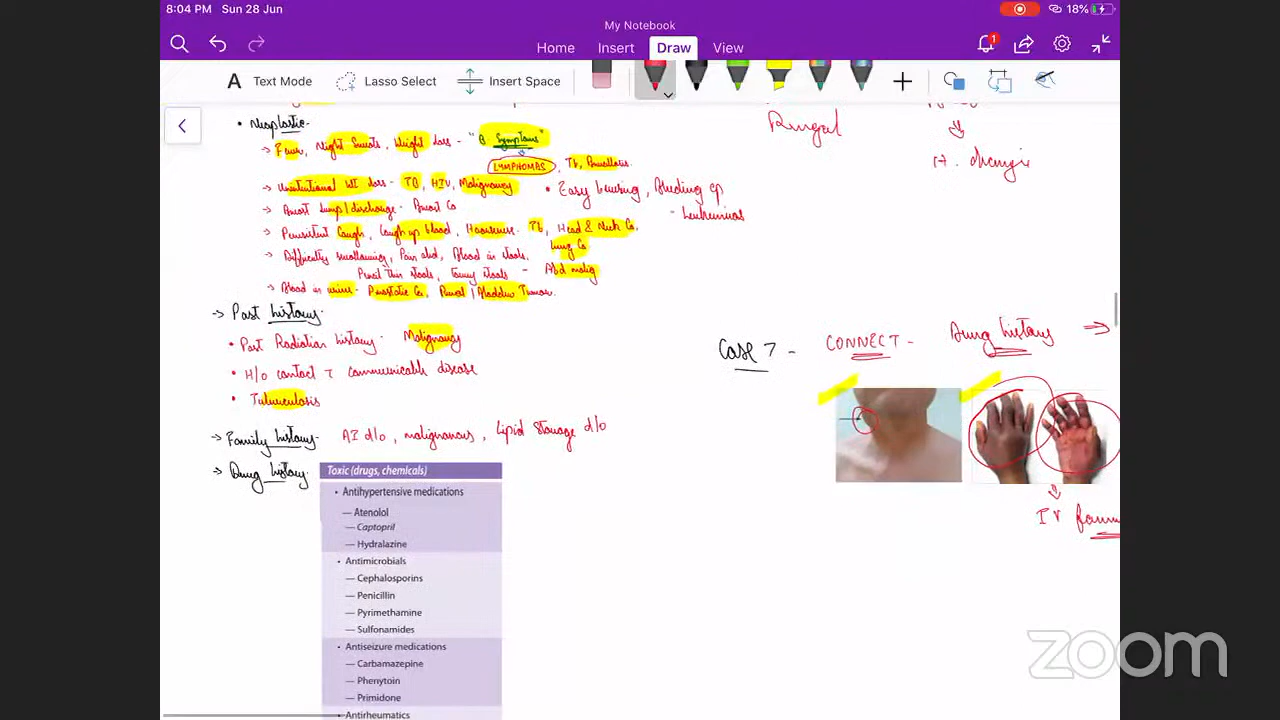 8:04 PM Sun 28 Jun
18%
My Notebook
Home Insert Draw View
1
A Text Mode Lasso Select Insert Space
Fungal
• Neoplastic
→ Fever, Night Sweats, Weight loss - "B Symptoms"
LYMPHOMAS, Tb, Brucellosis.
→ Unintentional Wt loss - TB, HIV, Malignancy
• Easy bruising, Bleeding ep
- Leukemias
→ Breast lump/discharge - Breast Ca
→ Persistent Cough, Cough up blood, Hoarseness - Tb, Head & Neck Ca,
Lung Ca
→ Difficulty swallowing, Pain abd, Blood in stools,
Pencil thin stools, Tarry stools - Abd malig
→ Blood in urine - Prostatic Ca, Renal / Bladder Tumor.
→ Past history.
• Past Radiation history - Malignancy
• H/O contact c communicable disease
• Tuberculosis
→ Family history - AI d/o, malignancies, Lipid storage d/o
→ Drug history.
Toxic (drugs, chemicals)
• Antihypertensive medications
— Atenolol
— Captopril
— Hydralazine
• Antimicrobials
— Cephalosporins
— Penicillin
— Pyrimethamine
— Sulfonamides
• Antiseizure medications
— Carbamazepine
— Phenytoin
— Primidone
• Antirheumatics
Case 7 - CONNECT - Drug history →
IV
zoom